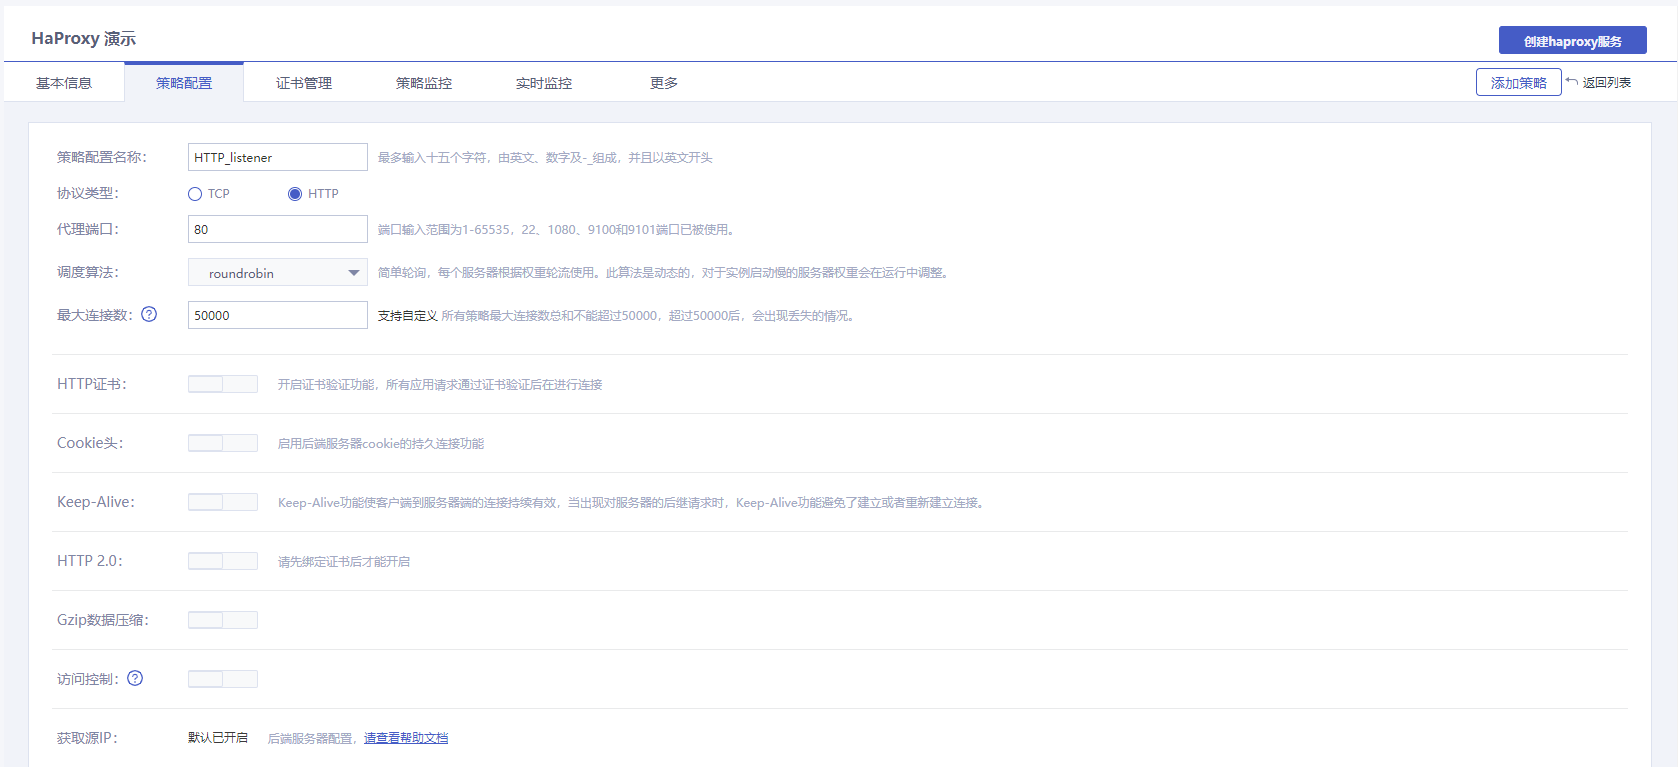 HaProxy 演示
创建haproxy服务
基本信息 策略配置 证书管理 策略监控 实时监控 更多 添加策略 返回列表
策略配置名称： HTTP_listener 最多输入十五个字符，由英文、数字及-_组成，并且以英文开头
协议类型： TCP HTTP
代理端口： 80 端口输入范围为1-65535，22、1080、9100和9101端口已被使用。
调度算法： roundrobin 简单轮询，每个服务器根据权重轮流使用。此算法是动态的，对于实例启动慢的服务器权重会在运行中调整。
最大连接数： ? 50000 支持自定义 所有策略最大连接数总和不能超过50000，超过50000后，会出现丢失的情况。
HTTP证书： 开启证书验证功能，所有应用请求通过证书验证后在进行连接
Cookie头： 启用后端服务器cookie的持久连接功能
Keep-Alive： Keep-Alive功能使客户端到服务器端的连接持续有效，当出现对服务器的后继请求时，Keep-Alive功能避免了建立或者重新建立连接。
HTTP 2.0： 请先绑定证书后才能开启
Gzip数据压缩：
访问控制： ?
获取源IP： 默认已开启 后端服务器配置，请查看帮助文档